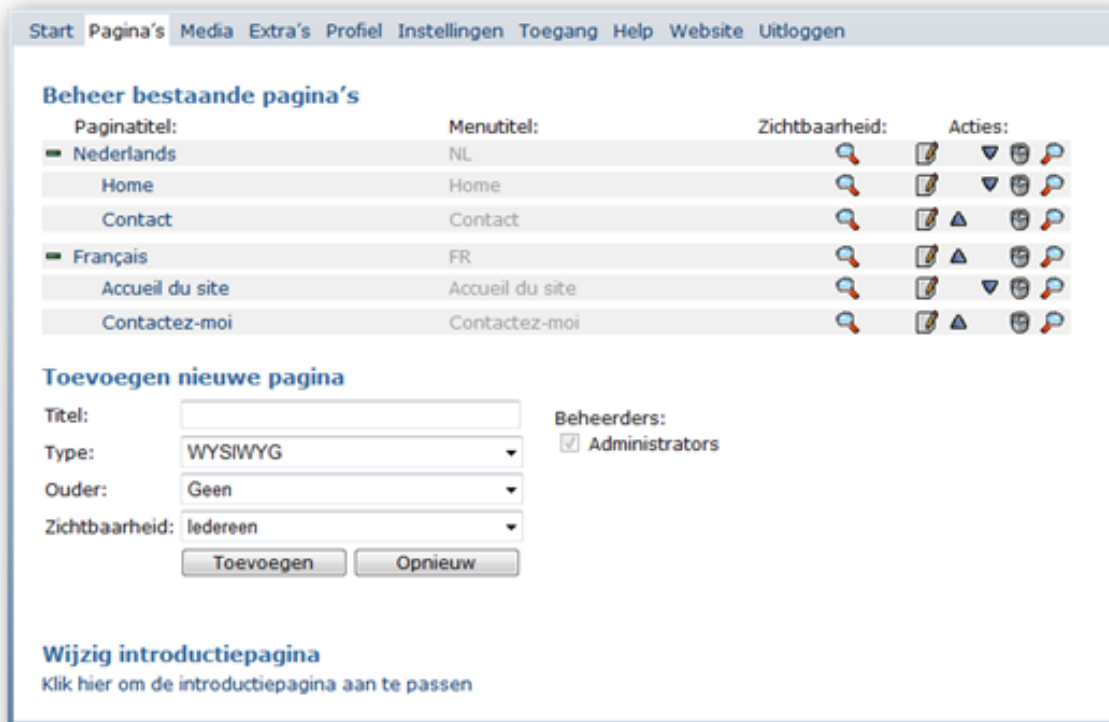 Start Pagina's Media Extra's Profiel Instellingen Toegang Help Website Uitloggen
Beheer bestaande pagina's
Paginatitel: Menutitel: Zichtbaarheid: Acties:
Nederlands NL
Home Home
Contact Contact
Français FR
Accueil du site Accueil du site
Contactez-moi Contactez-moi
Toevoegen nieuwe pagina
Titel:
Beheerders:
Administrators
Type: WYSIWYG
Ouder: Geen
Zichtbaarheid: Iedereen
Toevoegen Opnieuw
Wijzig introductiepagina
Klik hier om de introductiepagina aan te passen